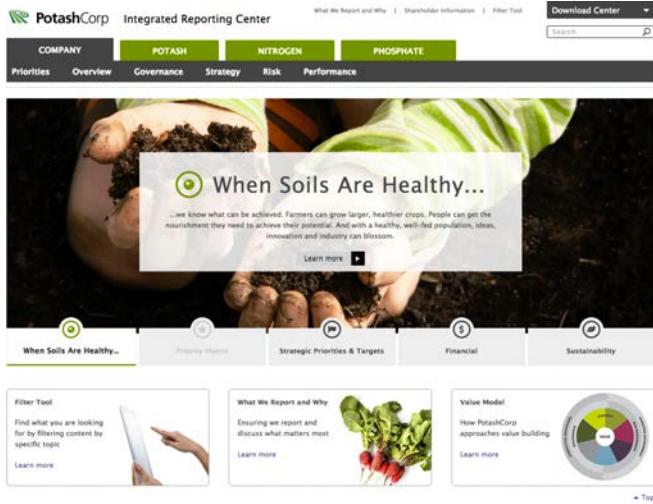 PotashCorp Integrated Reporting Center
What We Report and Why | Shareholder Information | Filter Tool
Download Center
Search
COMPANY POTASH NITROGEN PHOSPHATE
Priorities Overview Governance Strategy Risk Performance
When Soils Are Healthy...
...we know what can be achieved. Farmers can grow larger, healthier crops. People can get the
nourishment they need to achieve their potential. And with a healthy, well-fed population, ideas,
innovation and industry can blossom.
Learn more
When Soils Are Healthy... Priority Matrix Strategic Priorities & Targets Financial Sustainability
Filter Tool
Find what you are looking
for by filtering content by
specific topic
Learn more
What We Report and Why
Ensuring we report and
discuss what matters most
Learn more
Value Model
How PotashCorp
approaches value building
Learn more
Top